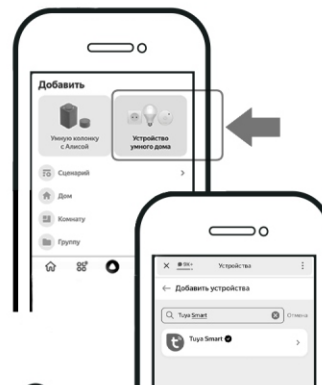 Добавить
Умную колонку
с Алисой
Устройство
умного дома
Сценарий
Дом
Комнату
Группу
Устройства
Добавить устройства
Tuya Smart
Отмена
Tuya Smart